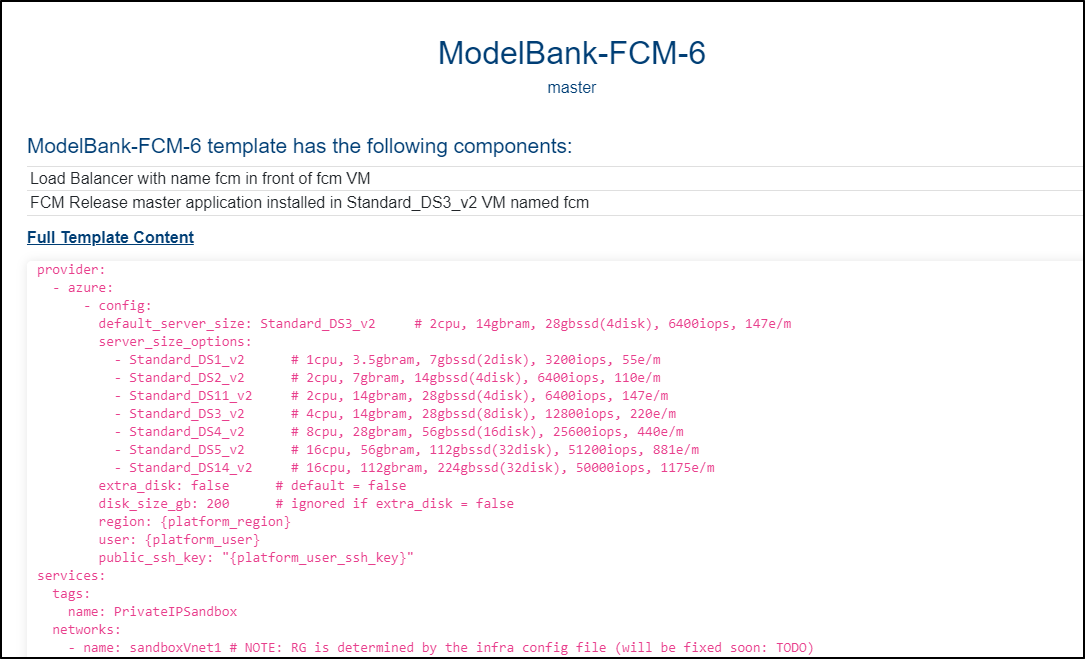 ModelBank-FCM-6
master
ModelBank-FCM-6 template has the following components:
Load Balancer with name fcm in front of fcm VM
FCM Release master application installed in Standard_DS3_v2 VM named fcm
Full Template Content
provider:
  - azure:
      - config:
        default_server_size: Standard_DS3_v2     # 2cpu, 14gbram, 28gbssd(4disk), 6400iops, 147e/m
        server_size_options:
          - Standard_DS1_v2      # 1cpu, 3.5gbram, 7gbssd(2disk), 3200iops, 55e/m
          - Standard_DS2_v2      # 2cpu, 7gbram, 14gbssd(4disk), 6400iops, 110e/m
          - Standard_DS11_v2     # 2cpu, 14gbram, 28gbssd(4disk), 6400iops, 147e/m
          - Standard_DS3_v2      # 4cpu, 14gbram, 28gbssd(8disk), 12800iops, 220e/m
          - Standard_DS4_v2      # 8cpu, 28gbram, 56gbssd(16disk), 25600iops, 440e/m
          - Standard_DS5_v2      # 16cpu, 56gbram, 112gbssd(32disk), 51200iops, 881e/m
          - Standard_DS14_v2     # 16cpu, 112gbram, 224gbssd(32disk), 50000iops, 1175e/m
        extra_disk: false      # default = false
        disk_size_gb: 200      # ignored if extra_disk = false
        region: {platform_region}
        user: {platform_user}
        public_ssh_key: "{platform_user_ssh_key}"
services:
  tags:
    name: PrivateIPSandbox
  networks:
    - name: sandboxVnet1 # NOTE: RG is determined by the infra config file (will be fixed soon: TODO)